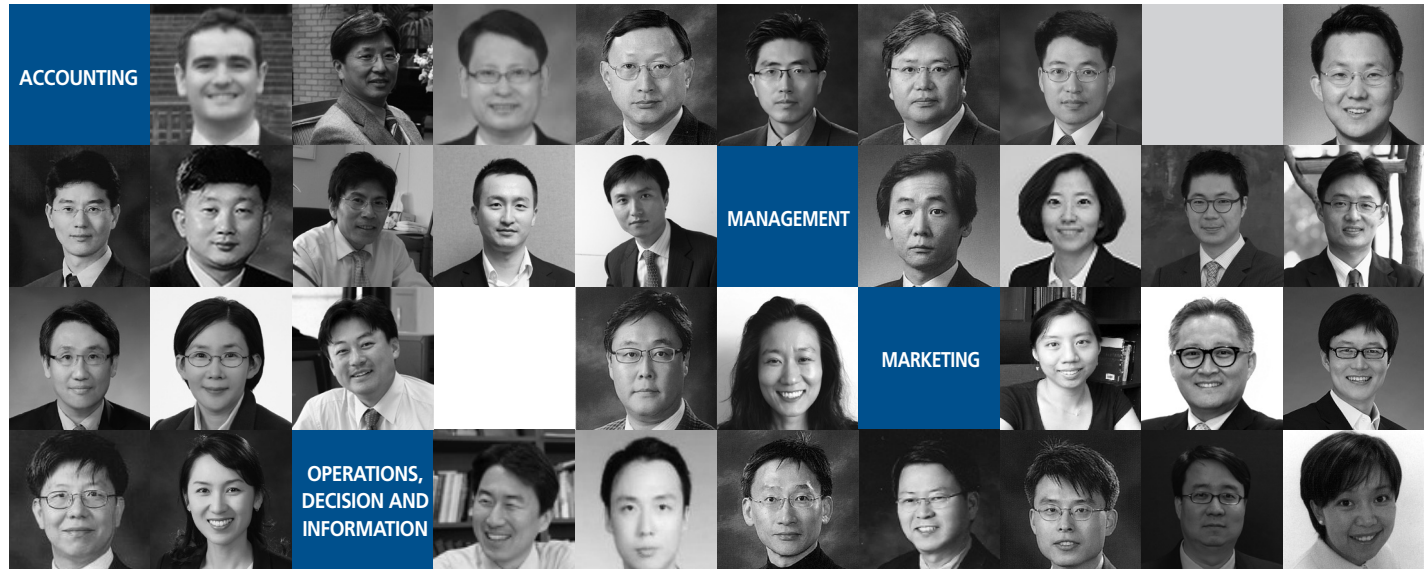 ACCOUNTING
MANAGEMENT
MARKETING
OPERATIONS,
DECISION AND
INFORMATION